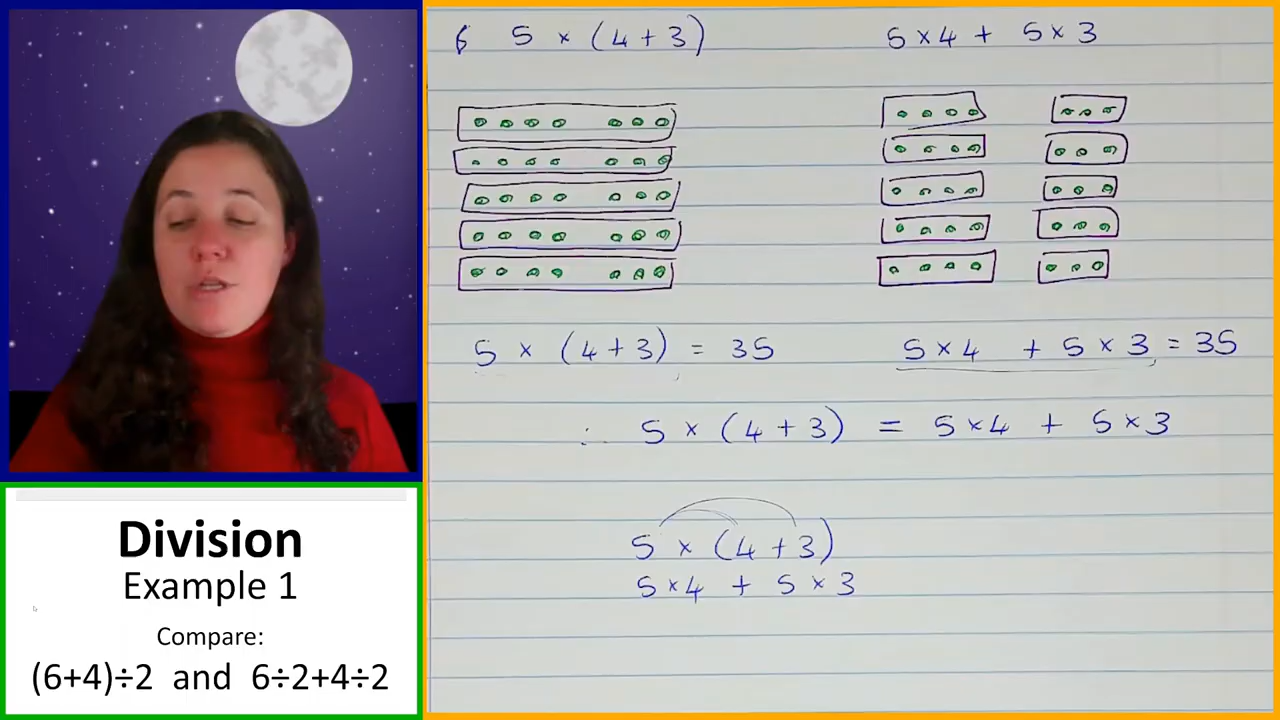 6 5 × (4 + 3) 5 × 4 + 5 × 3
5 × (4 + 3) = 35 5 × 4 + 5 × 3 = 35
∴ 5 × (4 + 3) = 5 × 4 + 5 × 3
5 × (4 + 3)
5 × 4 + 5 × 3
Division
Example 1
Compare:
(6+4)÷2 and 6÷2+4÷2